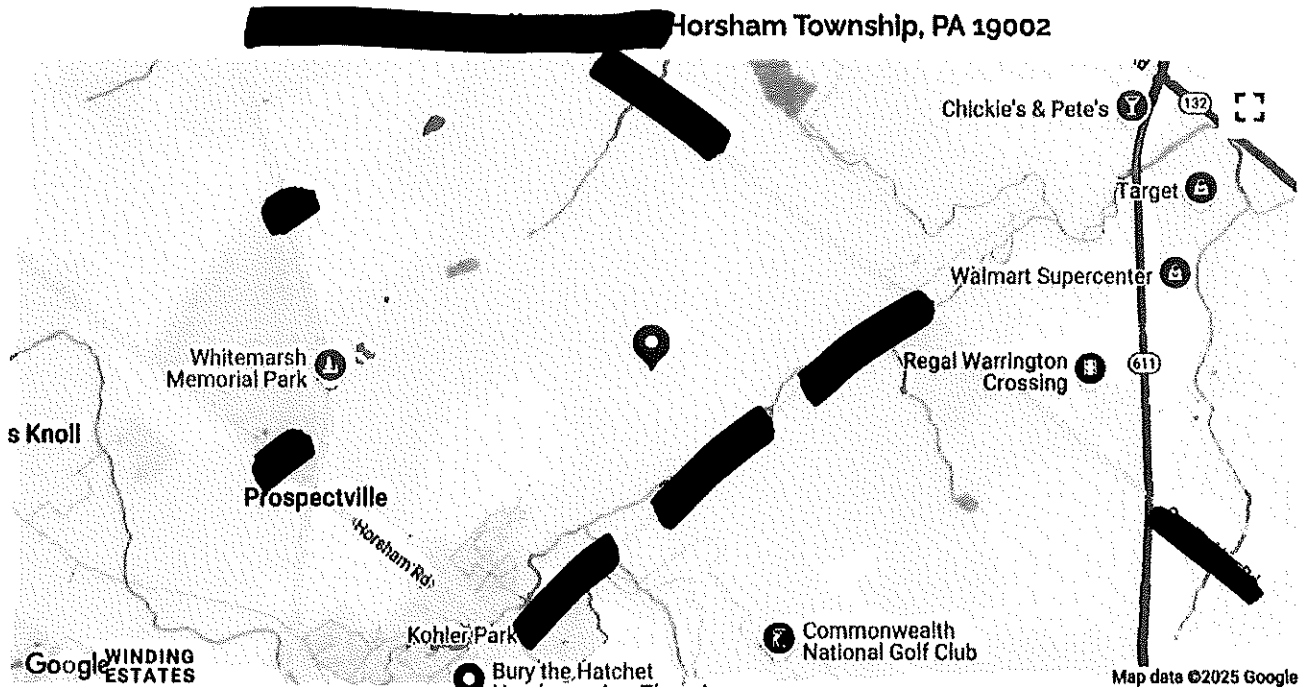 Horsham Township, PA 19002
Chickie's & Pete's
132
Target
Walmart Supercenter
Whitemarsh
Memorial Park
Regal Warrington
Crossing
611
s Knoll
Prospectville
Horsham Rd
Kohler Park
Commonwealth
National Golf Club
Google
WINDING
ESTATES
Bury the Hatchet
Map data ©2025 Google